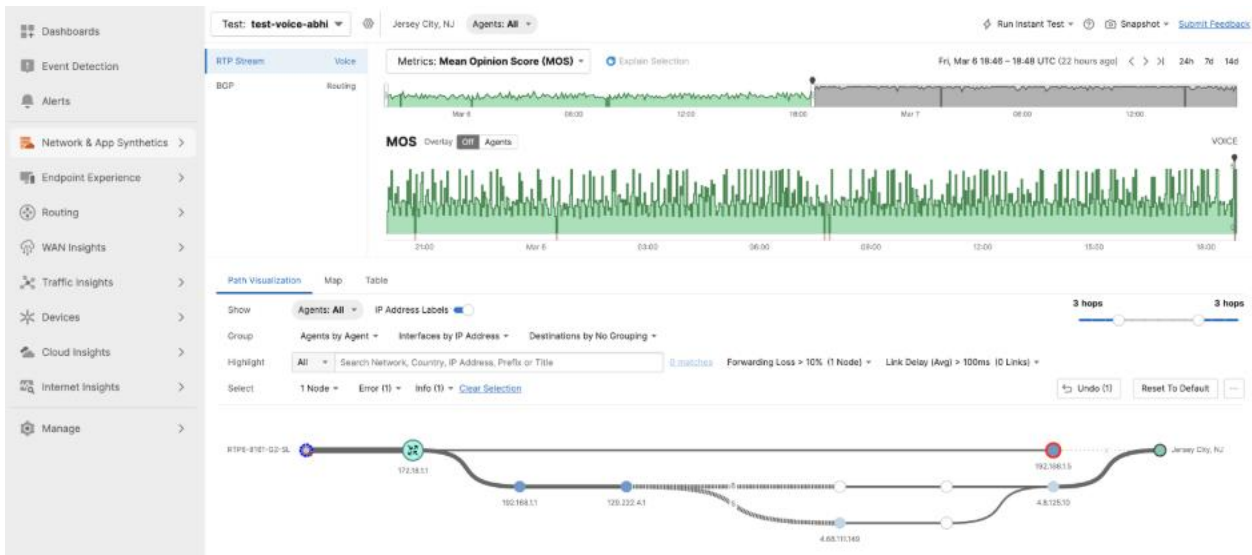 Dashboards
Event Detection
Alerts
Network & App Synthetics
Endpoint Experience
Routing
WAN Insights
Traffic Insights
Devices
Cloud Insights
Internet Insights
Manage
Test: test-voice-abhi
Jersey City, NJ Agents: All
Run Instant Test Snapshot Submit Feedback
RTP Stream Voice
BGP Routing
Metrics: Mean Opinion Score (MOS) Explain Selection
Fri, Mar 6 18:46 – 18:48 UTC (22 hours ago) 24h 7d 14d
Mar 6 06:00 12:00 18:00 Mar 7 06:00 12:00
MOS Overlay Off Agents VOICE
21:00 Mar 6 03:00 06:00 09:00 12:00 15:00 18:00
Path Visualization Map Table
Show Agents: All IP Address Labels
3 hops 3 hops
Group Agents by Agent Interfaces by IP Address Destinations by No Grouping
Highlight All Search Network, Country, IP Address, Prefix or Title 0 matches Forwarding Loss > 10% (1 Node) Link Delay (Avg) > 100ms (0 Links)
Select 1 Node Error (1) Info (1) Clear Selection Undo (1) Reset To Default ...
Jersey City, NJ
172.18.1.1
192.168.1.5
192.168.1.1
120.222.4.1
4.8.125.10
4.68.111.149